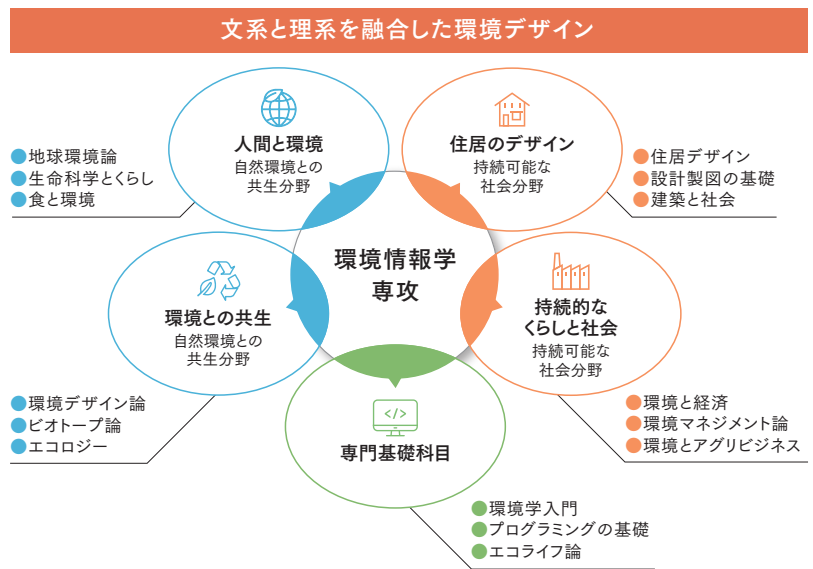 文系と理系を融合した環境デザイン
人間と環境
自然環境との
共生分野
●地球環境論
●生命科学とくらし
●食と環境
住居のデザイン
持続可能な
社会分野
●住居デザイン
●設計製図の基礎
●建築と社会
環境情報学
専攻
環境との共生
自然環境との
共生分野
●環境デザイン論
●ビオトープ論
●エコロジー
持続的な
くらしと社会
持続可能な
社会分野
●環境と経済
●環境マネジメント論
●環境とアグリビジネス
</>
専門基礎科目
●環境学入門
●プログラミングの基礎
●エコライフ論